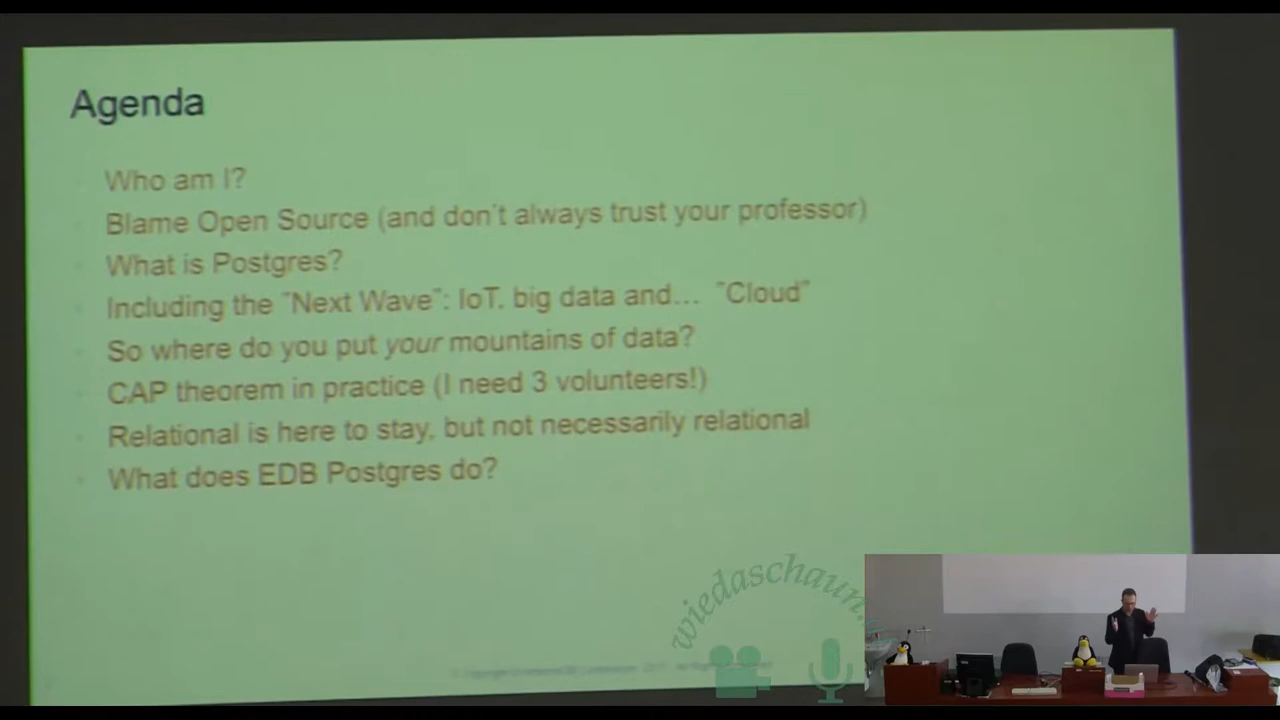 Agenda
Who am I?
Blame Open Source (and don't always trust your professor)
What is Postgres?
Including the "Next Wave": IoT. big data and... "Cloud"
So where do you put your mountains of data?
CAP theorem in practice (I need 3 volunteers!)
Relational is here to stay, but not necessarily relational
What does EDB Postgres do?
wiedaschaun.